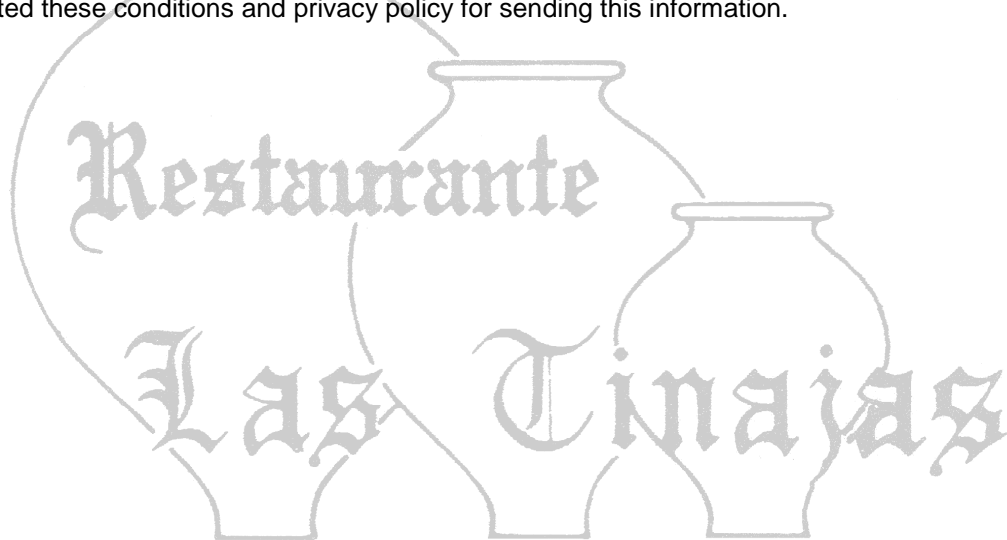 ted these conditions and privacy policy for sending this information.
Restaurante
Las Tinajas